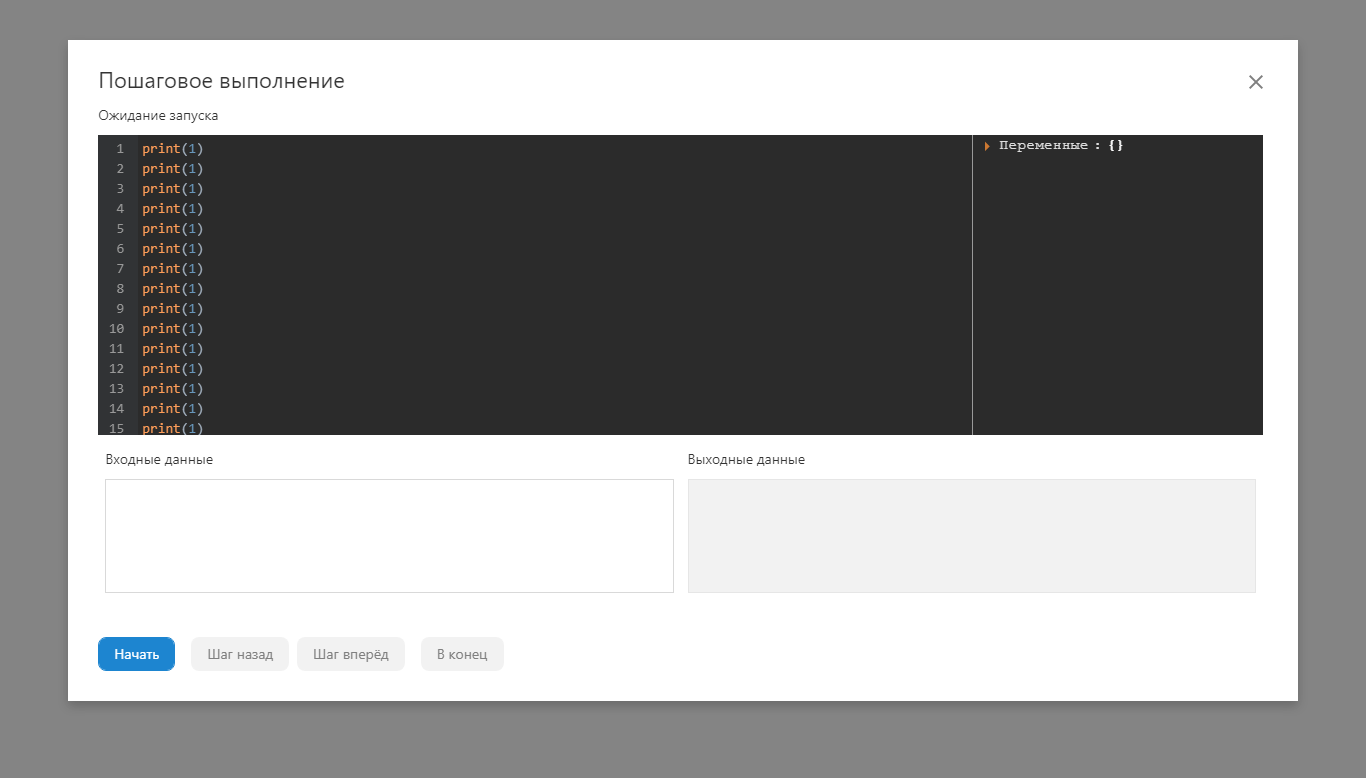 Пошаговое выполнение
Ожидание запуска
1 print(1)
2 print(1)
3 print(1)
4 print(1)
5 print(1)
6 print(1)
7 print(1)
8 print(1)
9 print(1)
10 print(1)
11 print(1)
12 print(1)
13 print(1)
14 print(1)
15 print(1)
Переменные : {}
Входные данные
Выходные данные
Начать
Шаг назад
Шаг вперёд
В конец